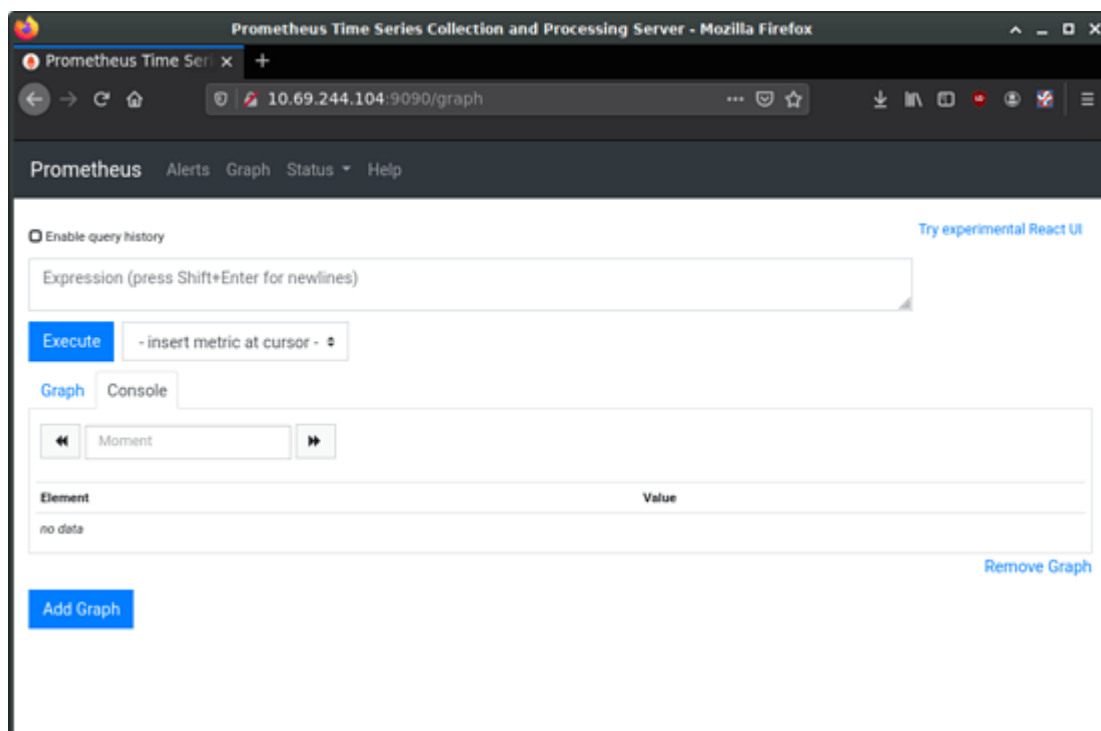 Prometheus Time Series Collection and Processing Server - Mozilla Firefox
Prometheus Time Seri
10.69.244.104:9090/graph
Prometheus Alerts Graph Status Help
Enable query history
Try experimental React UI
Expression (press Shift+Enter for newlines)
Execute - insert metric at cursor -
Graph Console
Moment
Element Value
no data
Remove Graph
Add Graph